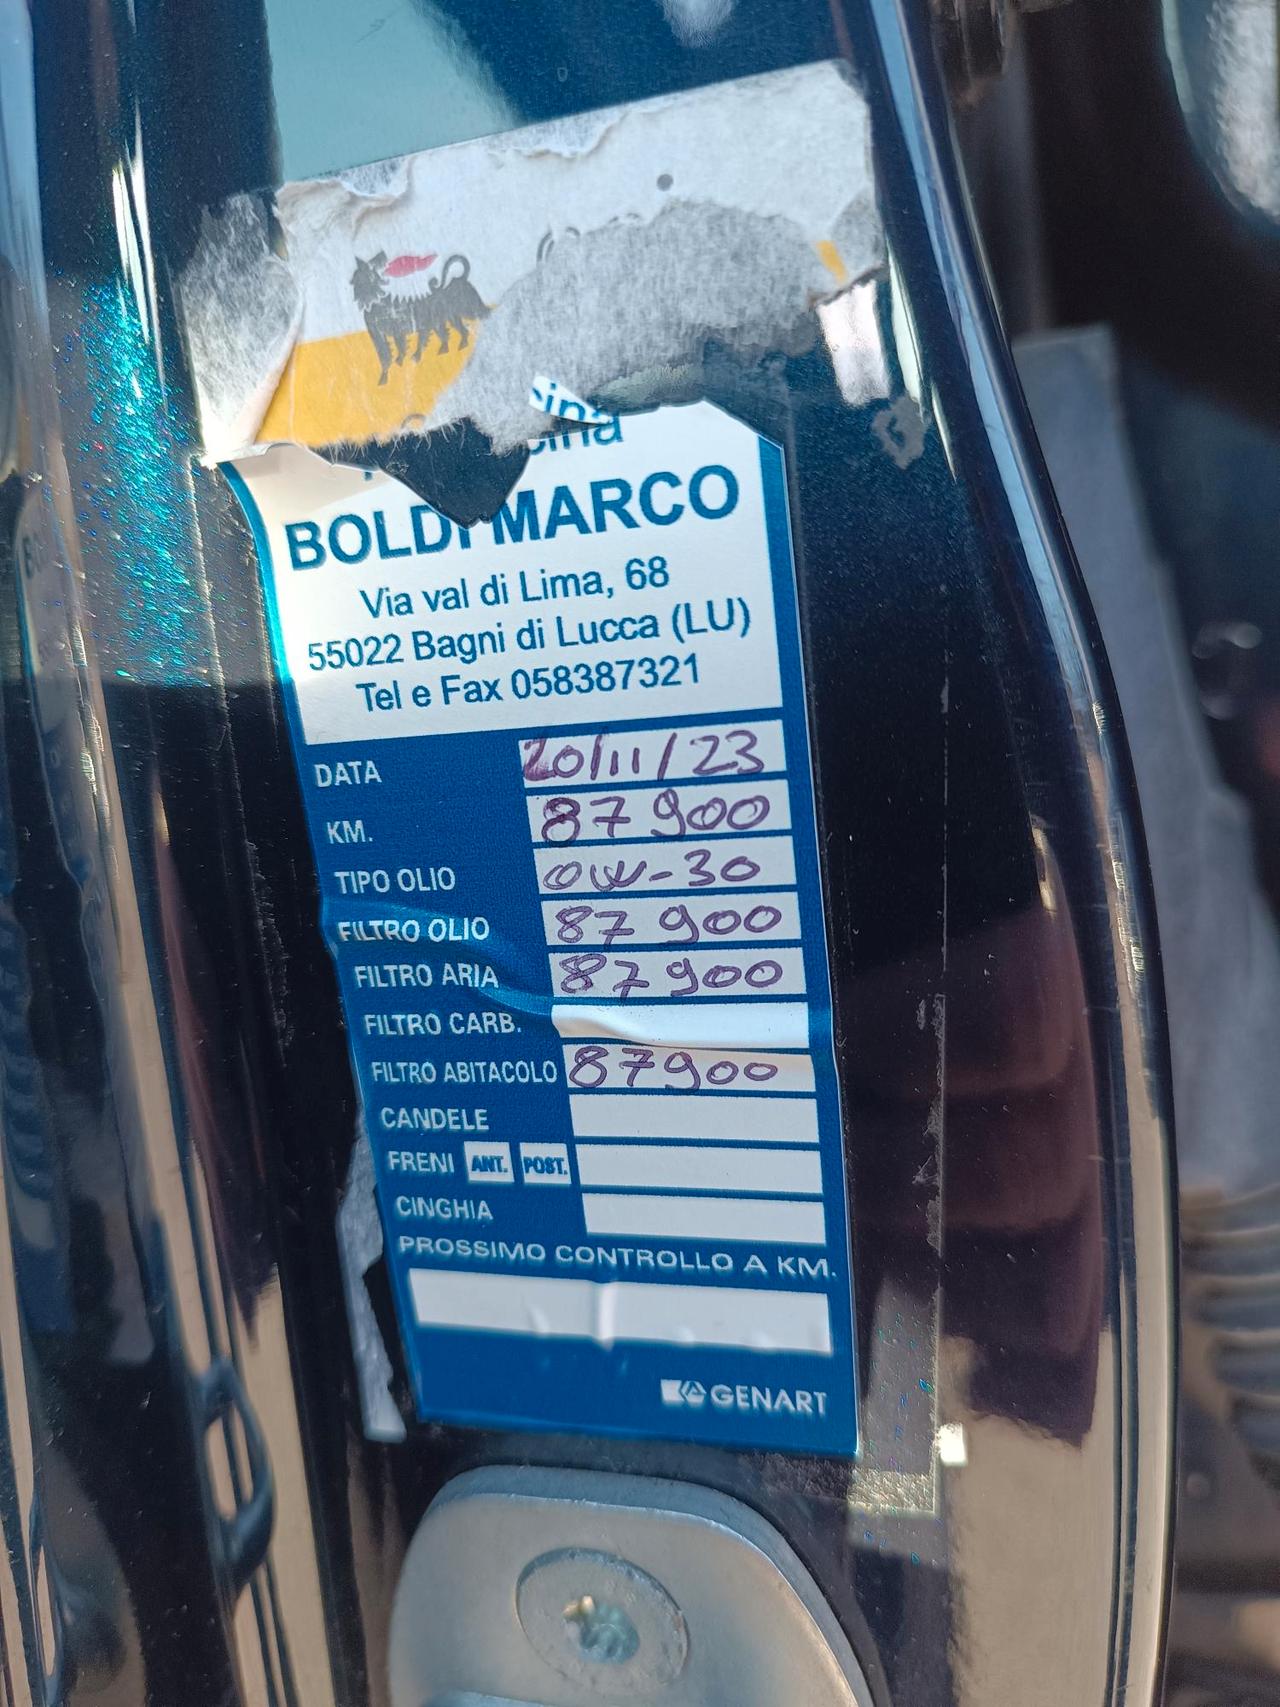 BOLDI MARCO
Via val di Lima, 68
55022 Bagni di Lucca (LU)
Tel e Fax 058387321
DATA 20/11/23
KM. 87900
TIPO OLIO 0W-30
FILTRO OLIO 87900
FILTRO ARIA 87900
FILTRO CARB.
FILTRO ABITACOLO 87900
CANDELE
FRENI ANT. POST.
CINGHIA
PROSSIMO CONTROLLO A KM.
GENART